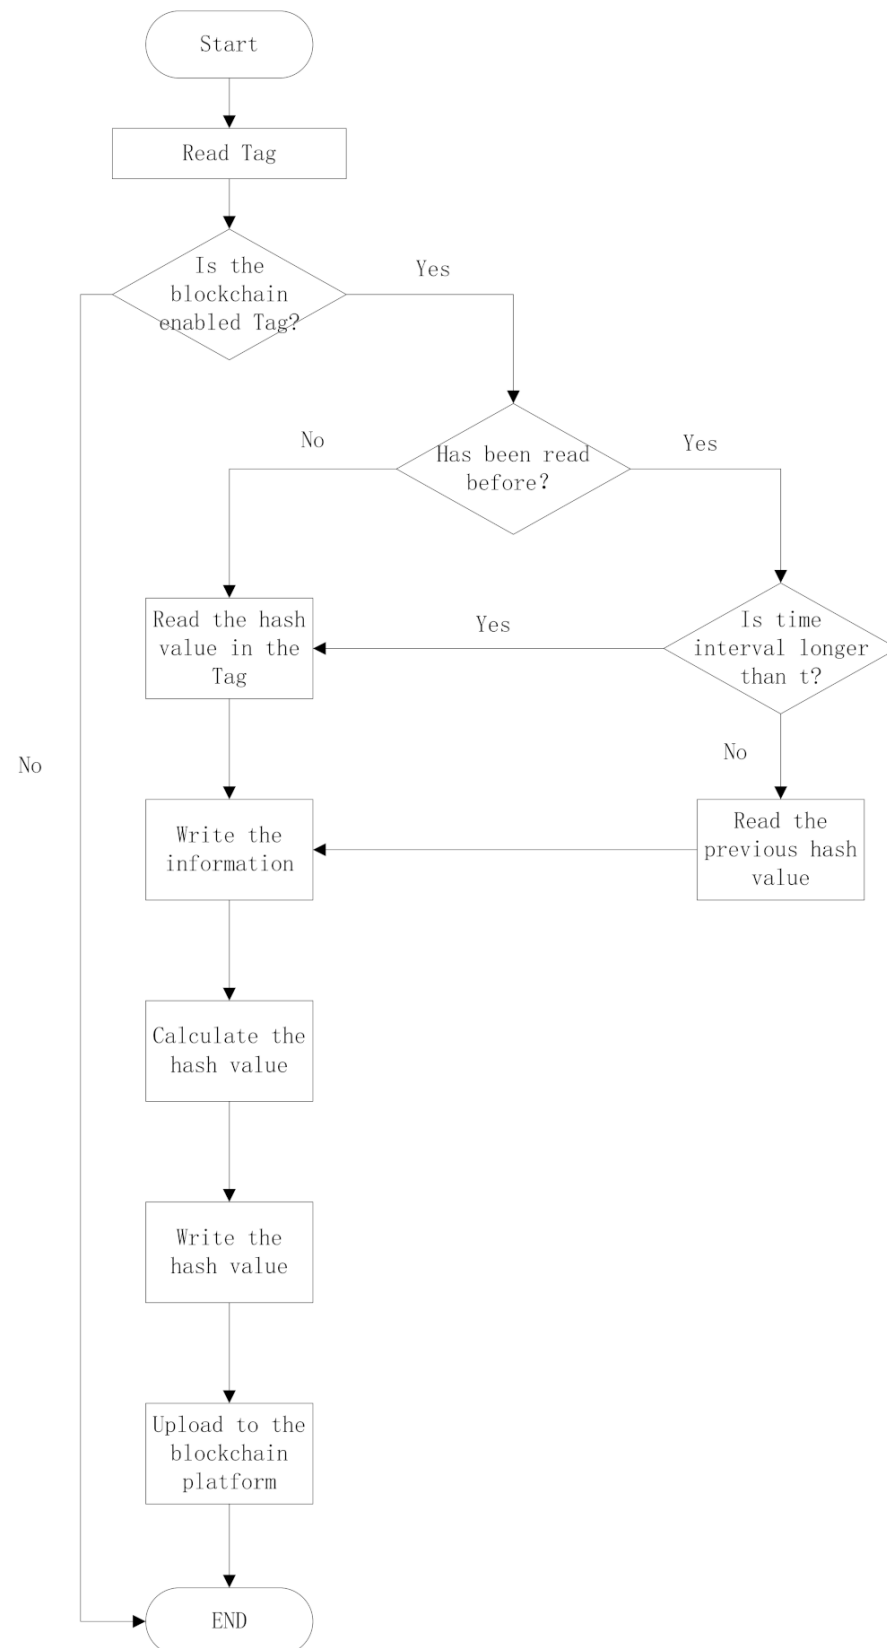 Start
Read Tag
Is the
blockchain
enabled Tag?
Yes
No
Has been read
before?
Yes
Read the hash
value in the
Tag
Yes
Is time
interval longer
than t?
No
No
Write the
information
Read the
previous hash
value
Calculate the
hash value
Write the
hash value
Upload to the
blockchain
platform
END